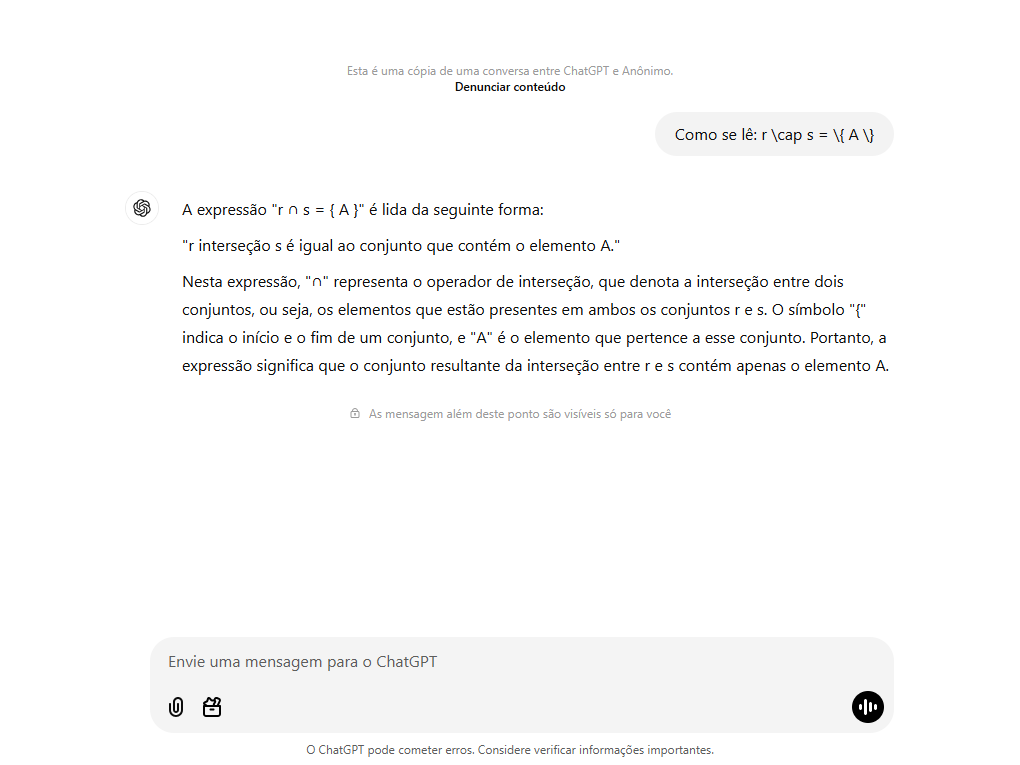 Esta é uma cópia de uma conversa entre ChatGPT e Anônimo.
Denunciar conteúdo
Como se lê: r \cap s = \{ A \}
A expressão "r ∩ s = { A }" é lida da seguinte forma:
"r interseção s é igual ao conjunto que contém o elemento A."
Nesta expressão, "∩" representa o operador de interseção, que denota a interseção entre dois
conjuntos, ou seja, os elementos que estão presentes em ambos os conjuntos r e s. O símbolo "{"
indica o início e o fim de um conjunto, e "A" é o elemento que pertence a esse conjunto. Portanto, a
expressão significa que o conjunto resultante da interseção entre r e s contém apenas o elemento A.
As mensagem além deste ponto são visíveis só para você
Envie uma mensagem para o ChatGPT
O ChatGPT pode cometer erros. Considere verificar informações importantes.